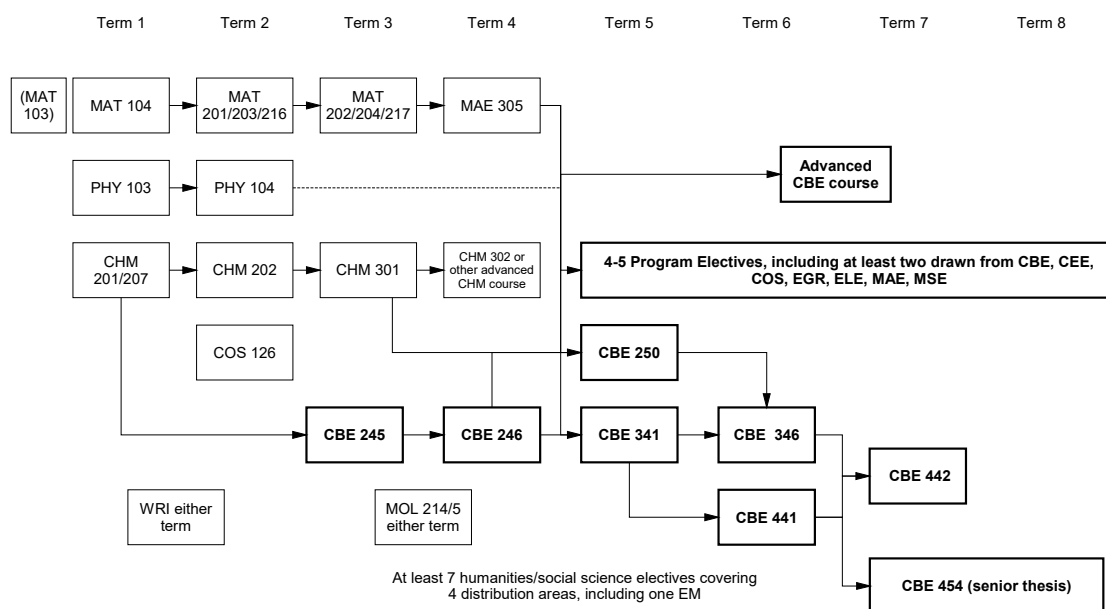 Term 1
Term 2
Term 3
Term 4
Term 5
Term 6
Term 7
Term 8
(MAT
103)
MAT 104
MAT
201/203/216
MAT
202/204/217
MAE 305
PHY 103
PHY 104
Advanced
CBE course
CHM
201/207
CHM 202
CHM 301
CHM 302 or
other advanced
CHM course
4-5 Program Electives, including at least two drawn from CBE, CEE,
COS, EGR, ELE, MAE, MSE
COS 126
CBE 250
CBE 245
CBE 246
CBE 341
CBE 346
CBE 442
WRI either
term
MOL 214/5
either term
CBE 441
At least 7 humanities/social science electives covering
4 distribution areas, including one EM
CBE 454 (senior thesis)